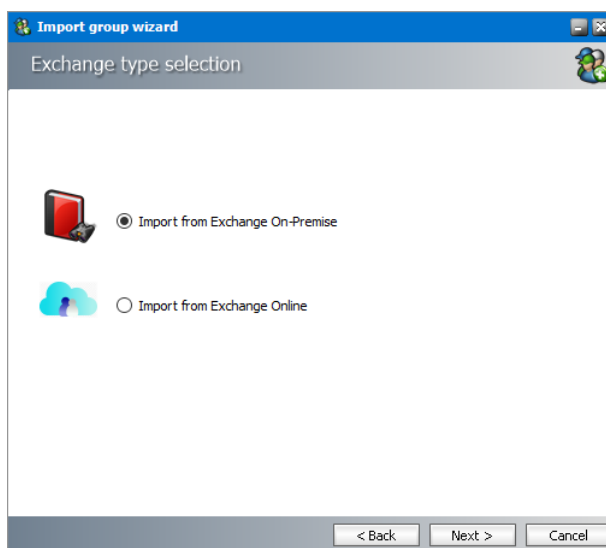 Import group wizard
Exchange type selection
Import from Exchange On-Premise
Import from Exchange Online
< Back Next > Cancel